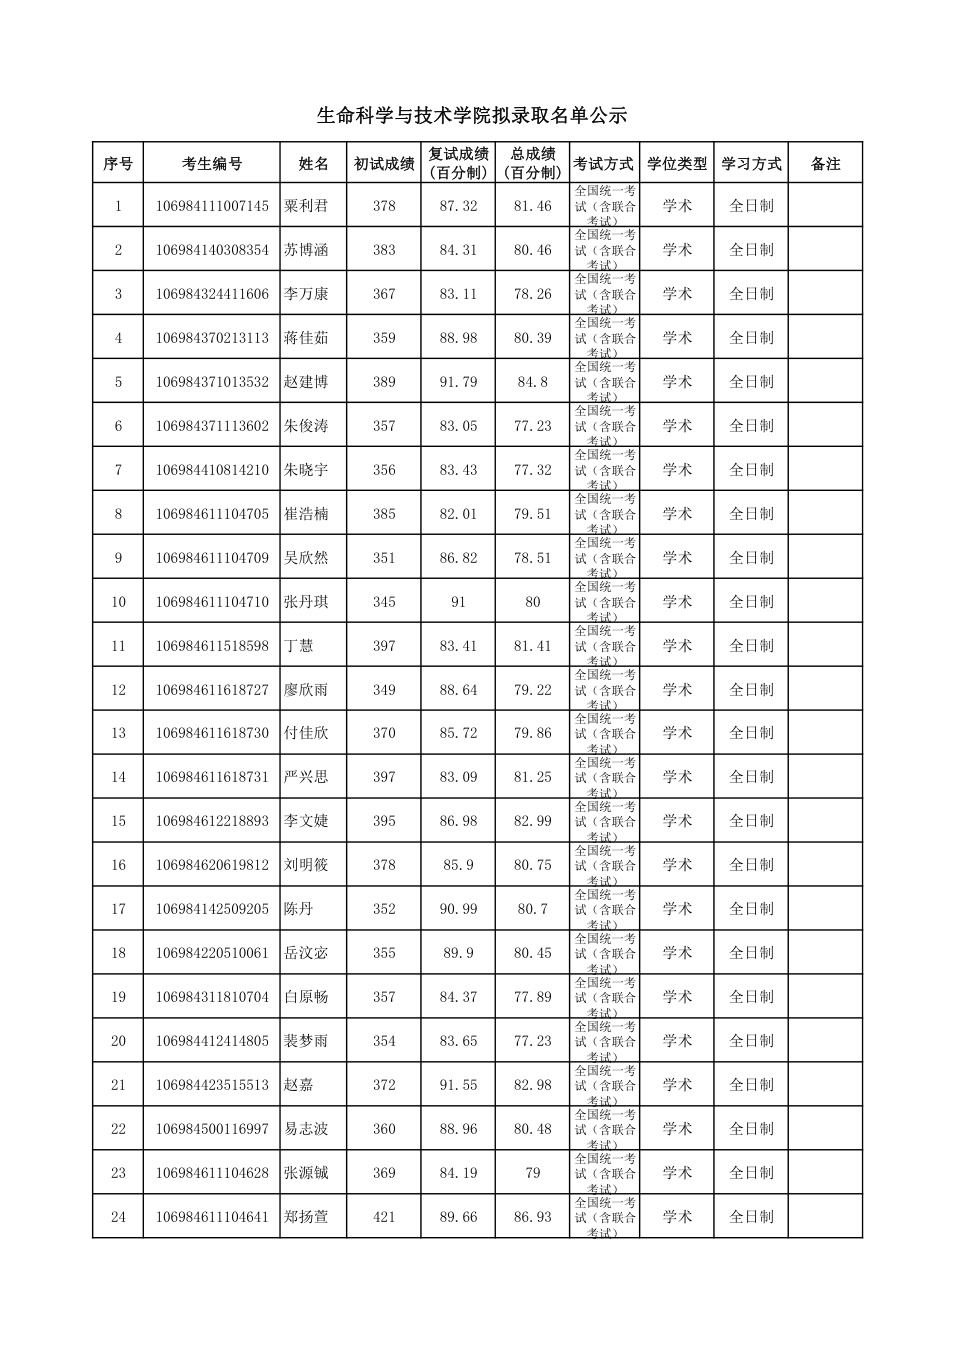 生命科学与技术学院拟录取名单公示
序号 考生编号 姓名 初试成绩 复试成绩(百分制) 总成绩(百分制) 考试方式 学位类型 学习方式 备注
1 106984111007145 粟利君 378 87.32 81.46 全国统一考试（含联合考试） 学术 全日制
2 106984140308354 苏博涵 383 84.31 80.46 全国统一考试（含联合考试） 学术 全日制
3 106984324411606 李万康 367 83.11 78.26 全国统一考试（含联合考试） 学术 全日制
4 106984370213113 蒋佳茹 359 88.98 80.39 全国统一考试（含联合考试） 学术 全日制
5 106984371013532 赵建博 389 91.79 84.8 全国统一考试（含联合考试） 学术 全日制
6 106984371113602 朱俊涛 357 83.05 77.23 全国统一考试（含联合考试） 学术 全日制
7 106984410814210 朱晓宇 356 83.43 77.32 全国统一考试（含联合考试） 学术 全日制
8 106984611104705 崔浩楠 385 82.01 79.51 全国统一考试（含联合考试） 学术 全日制
9 106984611104709 吴欣然 351 86.82 78.51 全国统一考试（含联合考试） 学术 全日制
10 106984611104710 张丹琪 345 91 80 全国统一考试（含联合考试） 学术 全日制
11 106984611518598 丁慧 397 83.41 81.41 全国统一考试（含联合考试） 学术 全日制
12 106984611618727 廖欣雨 349 88.64 79.22 全国统一考试（含联合考试） 学术 全日制
13 106984611618730 付佳欣 370 85.72 79.86 全国统一考试（含联合考试） 学术 全日制
14 106984611618731 严兴思 397 83.09 81.25 全国统一考试（含联合考试） 学术 全日制
15 106984612218893 李文婕 395 86.98 82.99 全国统一考试（含联合考试） 学术 全日制
16 106984620619812 刘明筱 378 85.9 80.75 全国统一考试（含联合考试） 学术 全日制
17 106984142509205 陈丹 352 90.99 80.7 全国统一考试（含联合考试） 学术 全日制
18 106984220510061 岳汶宓 355 89.9 80.45 全国统一考试（含联合考试） 学术 全日制
19 106984311810704 白原畅 357 84.37 77.89 全国统一考试（含联合考试） 学术 全日制
20 106984412414805 裴梦雨 354 83.65 77.23 全国统一考试（含联合考试） 学术 全日制
21 106984423515513 赵嘉 372 91.55 82.98 全国统一考试（含联合考试） 学术 全日制
22 106984500116997 易志波 360 88.96 80.48 全国统一考试（含联合考试） 学术 全日制
23 106984611104628 张源铖 369 84.19 79 全国统一考试（含联合考试） 学术 全日制
24 106984611104641 郑扬萱 421 89.66 86.93 全国统一考试（含联合考试） 学术 全日制